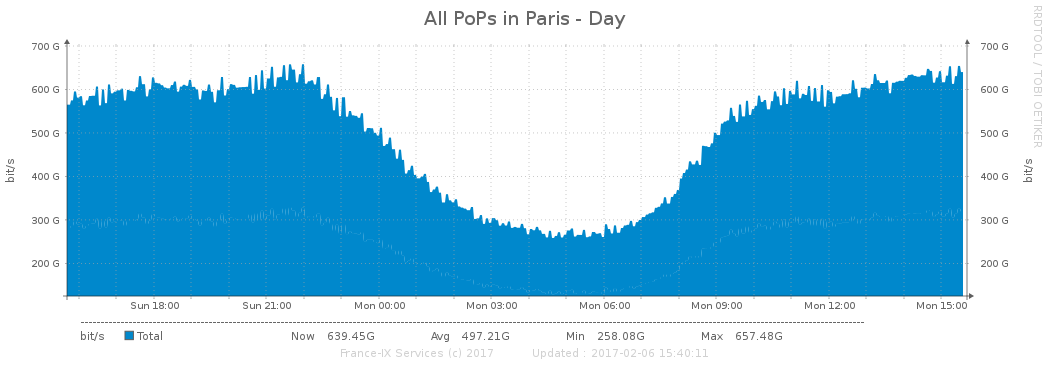 All PoPs in Paris - Day
RRDTOOL / TOBI OETIKER
700 G 700 G
600 G 600 G
500 G 500 G
400 G 400 G
300 G 300 G
200 G 200 G
bit/s bit/s
Sun 18:00 Sun 21:00 Mon 00:00 Mon 03:00 Mon 06:00 Mon 09:00 Mon 12:00 Mon 15:00
bit/s Total Now 639.45G Avg 497.21G Min 258.08G Max 657.48G
France-IX Services (c) 2017 Updated : 2017-02-06 15:40:11